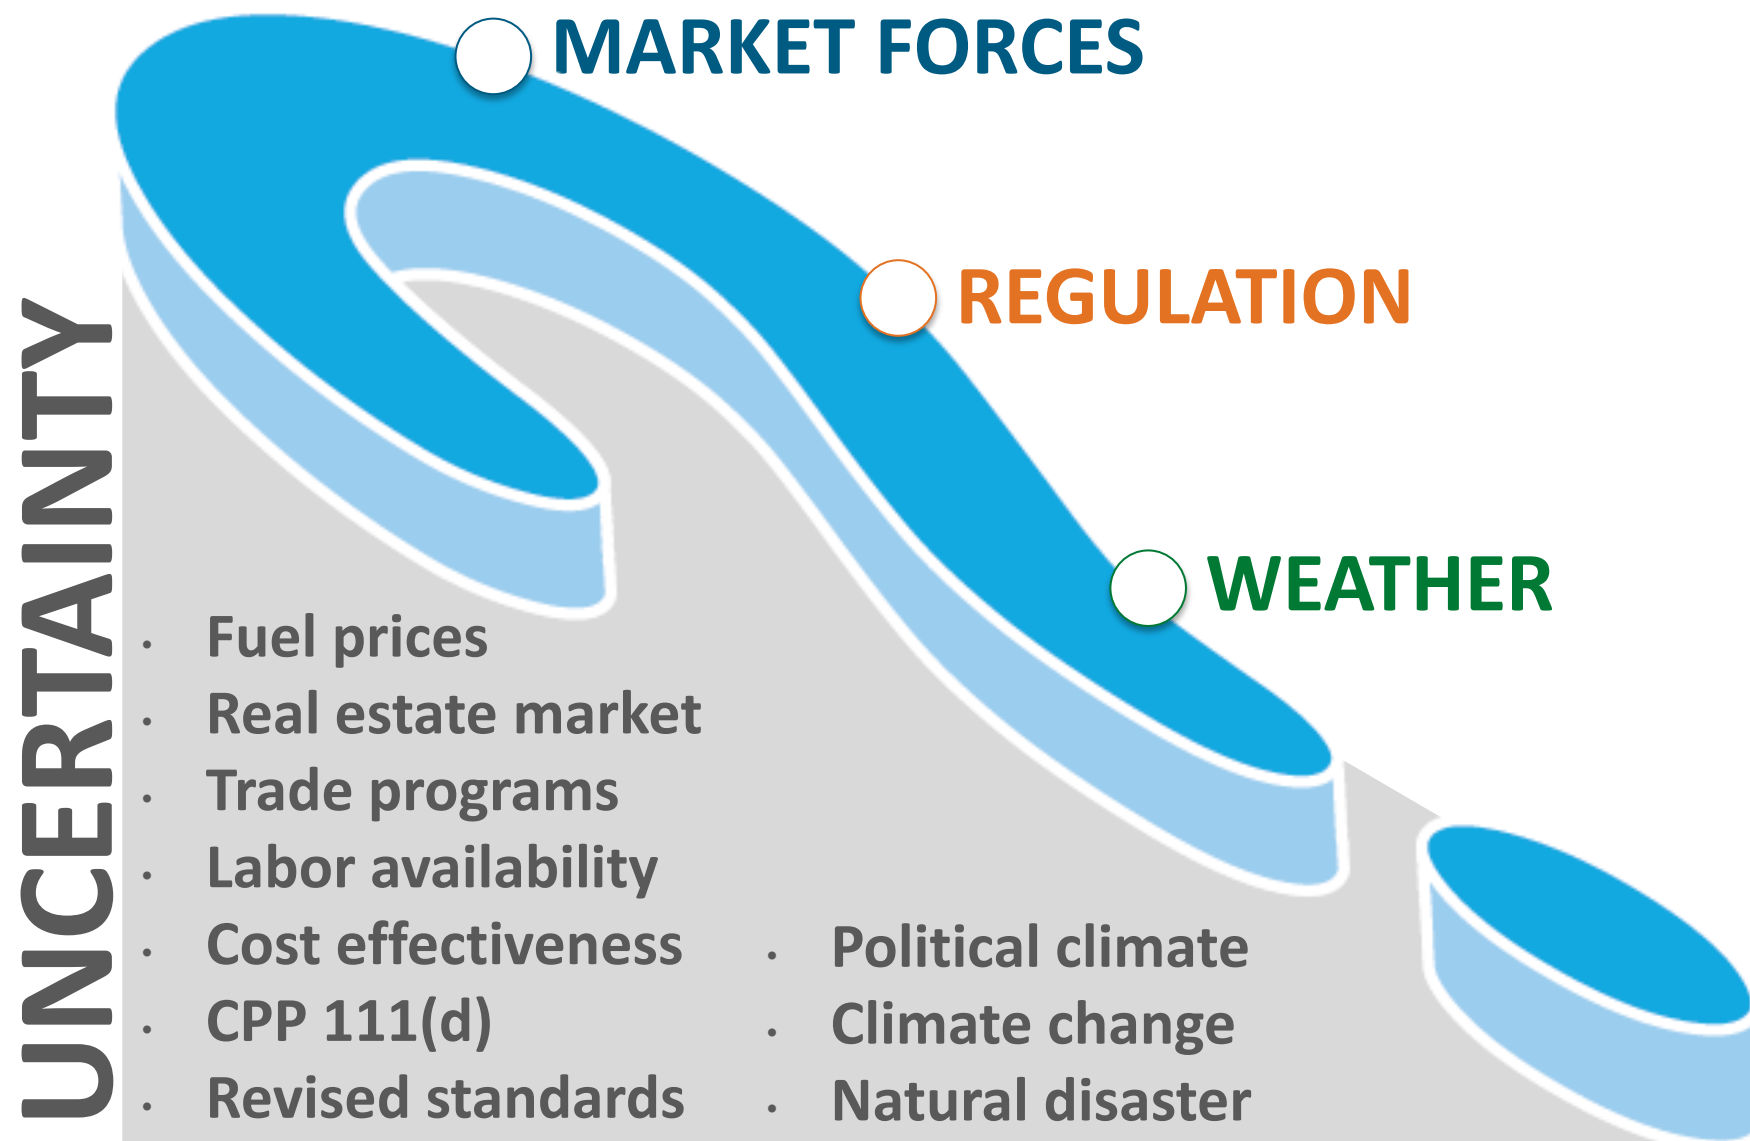 MARKET FORCES
REGULATION
WEATHER
UNCERTAINTY
· Fuel prices
· Real estate market
· Trade programs
· Labor availability
· Cost effectiveness
· CPP 111(d)
· Revised standards
· Political climate
· Climate change
· Natural disaster